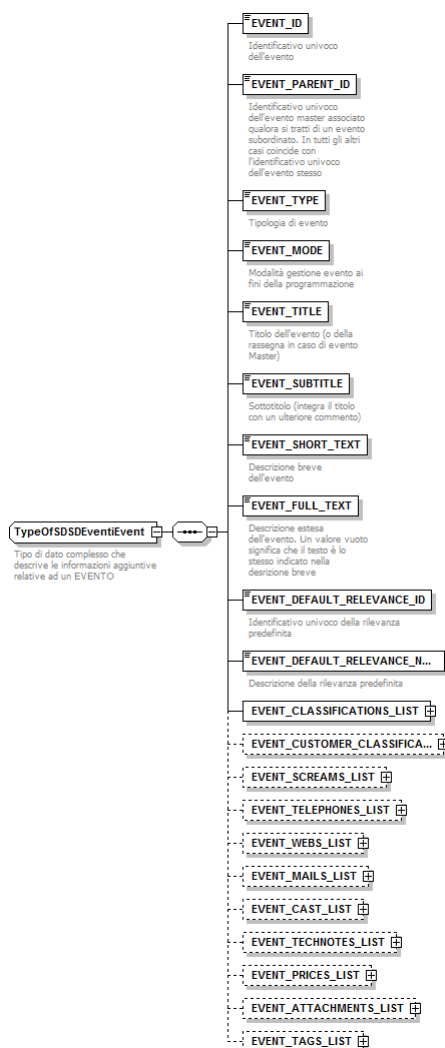 EVENT_ID
Identificativo univoco
dell'evento
EVENT_PARENT_ID
Identificativo univoco
dell'evento master associato
qualora si tratti di un evento
subordinato. In tutti gli altri
casi coincide con
l'identificativo univoco
dell'evento stesso
EVENT_TYPE
Tipologia di evento
EVENT_MODE
Modalità gestione evento ai
fini della programmazione
EVENT_TITLE
Titolo dell'evento (o della
rassegna in caso di evento
Master)
EVENT_SUBTITLE
Sottotitolo (integra il titolo
con un ulteriore commento)
EVENT_SHORT_TEXT
Descrizione breve
dell'evento
EVENT_FULL_TEXT
Descrizione estesa
dell'evento. Un valore vuoto
significa che il testo è lo
stesso indicato nella
desrizione breve
TypeOfSDSDEventiEvent
Tipo di dato complesso che
descrive le informazioni aggiuntive
relative ad un EVENTO
EVENT_DEFAULT_RELEVANCE_ID
Identificativo univoco della rilevanza
predefinita
EVENT_DEFAULT_RELEVANCE_N...
Descrizione della rilevanza predefinita
EVENT_CLASSIFICATIONS_LIST
EVENT_CUSTOMER_CLASSIFICA...
EVENT_SCREAMS_LIST
EVENT_TELEPHONES_LIST
EVENT_WEBS_LIST
EVENT_MAILS_LIST
EVENT_CAST_LIST
EVENT_TECHNOTES_LIST
EVENT_PRICES_LIST
EVENT_ATTACHMENTS_LIST
EVENT_TAGS_LIST